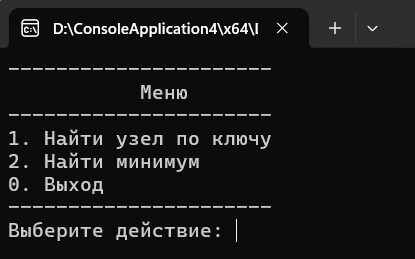 D:\ConsoleApplication4\x64\
----------------------
Меню
----------------------
1. Найти узел по ключу
2. Найти минимум
0. Выход
----------------------
Выберите действие: